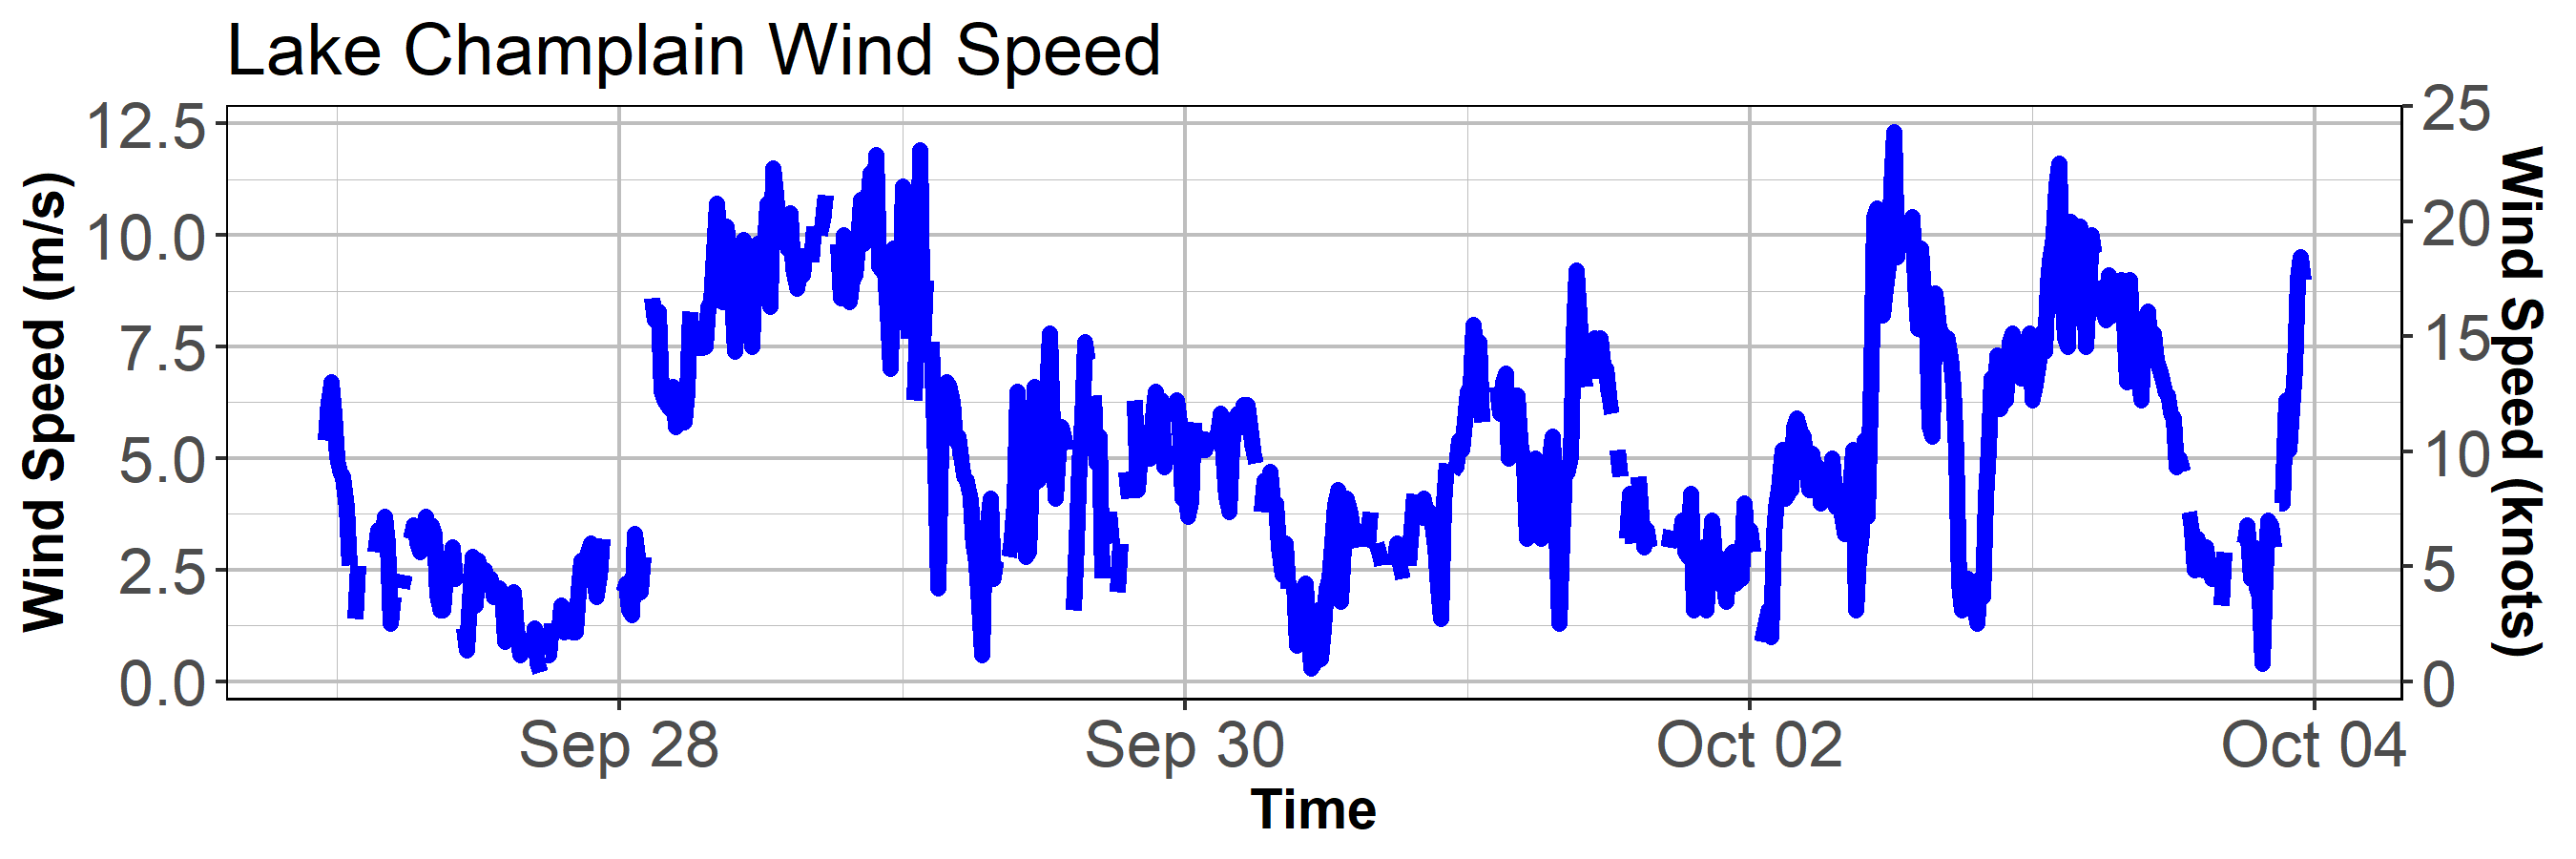 Lake Champlain Wind Speed
Wind Speed (m/s)
12.5
10.0
7.5
5.0
2.5
0.0
25
20
15
10
5
0
Wind Speed (knots)
Sep 28
Sep 30
Oct 02
Oct 04
Time